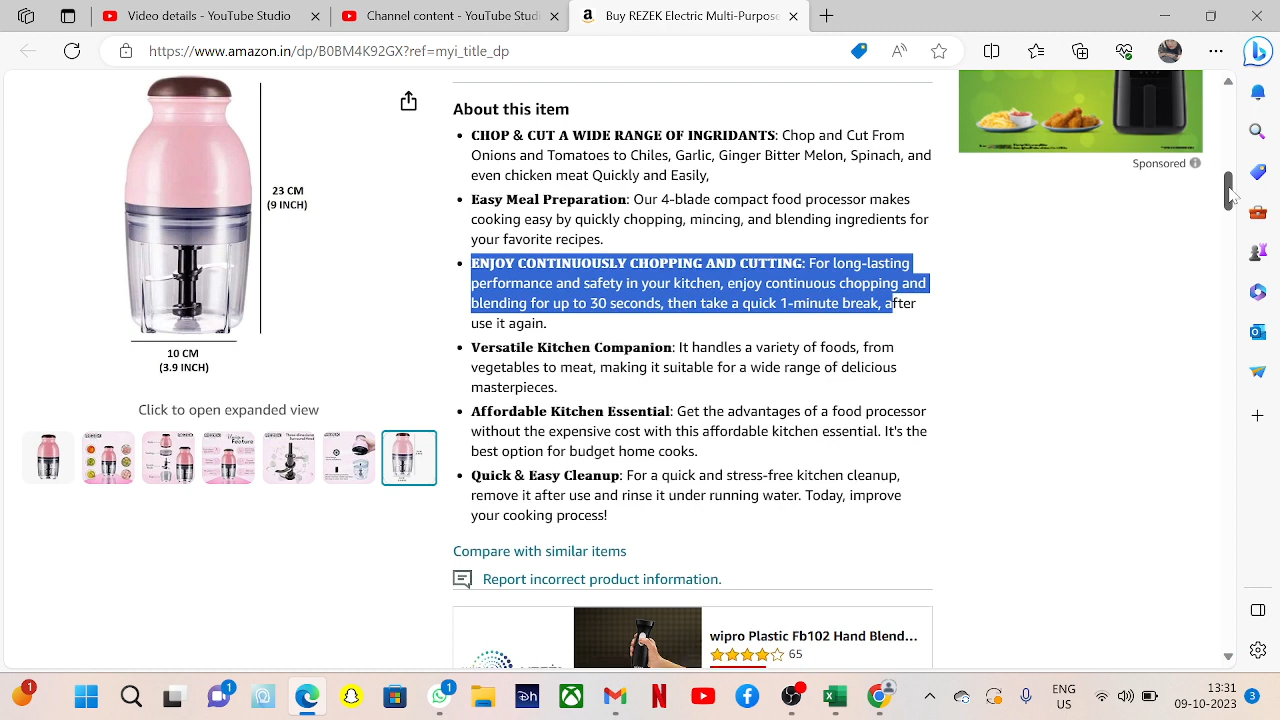 Video details - YouTube Studio
Channel content - YouTube Studi
Buy REZEK Electric Multi-Purpose
https://www.amazon.in/dp/B0BM4K92GX?ref=myi_title_dp
23 CM
(9 INCH)
10 CM
(3.9 INCH)
Click to open expanded view
About this item
CHOP & CUT A WIDE RANGE OF INGRIDANTS: Chop and Cut From
Onions and Tomatoes to Chiles, Garlic, Ginger Bitter Melon, Spinach, and
even chicken meat Quickly and Easily,
Easy Meal Preparation: Our 4-blade compact food processor makes
cooking easy by quickly chopping, mincing, and blending ingredients for
your favorite recipes.
ENJOY CONTINUOUSLY CHOPPING AND CUTTING: For long-lasting
performance and safety in your kitchen, enjoy continuous chopping and
blending for up to 30 seconds, then take a quick 1-minute break, after
use it again.
Versatile Kitchen Companion: It handles a variety of foods, from
vegetables to meat, making it suitable for a wide range of delicious
masterpieces.
Affordable Kitchen Essential: Get the advantages of a food processor
without the expensive cost with this affordable kitchen essential. It's the
best option for budget home cooks.
Quick & Easy Cleanup: For a quick and stress-free kitchen cleanup,
remove it after use and rinse it under running water. Today, improve
your cooking process!
Compare with similar items
Report incorrect product information.
wipro Plastic Fb102 Hand Blend...
65
Sponsored
1
1
1
ENG
US
13:31
09-10-2023
3